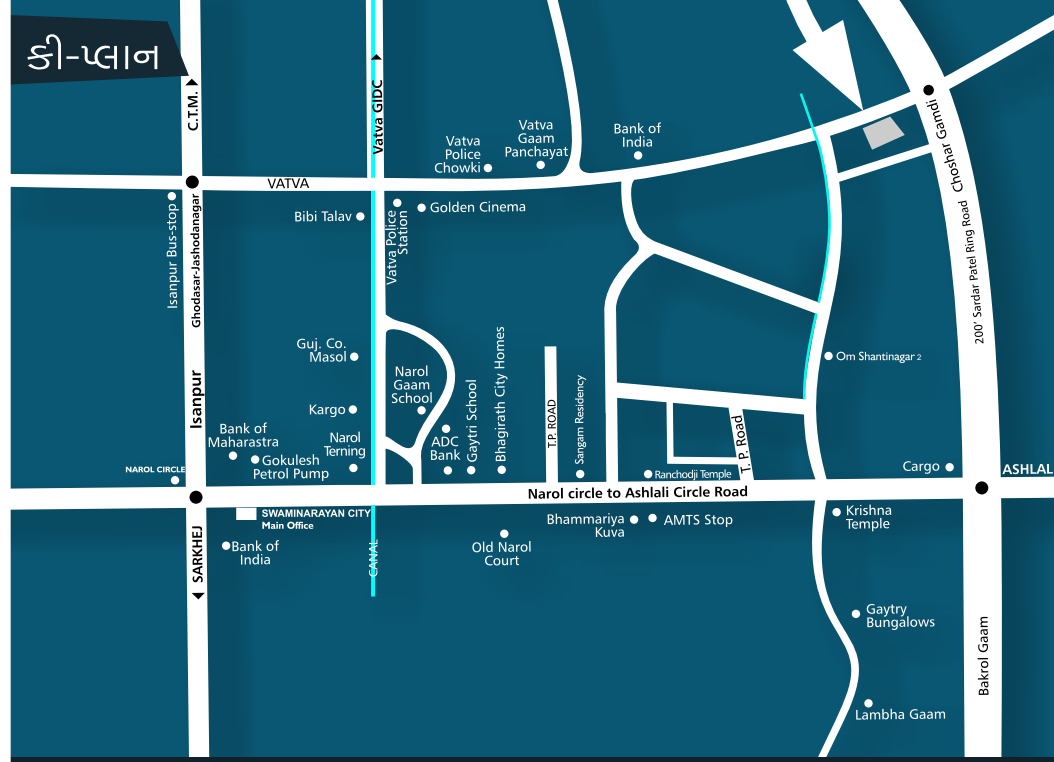 કી-પ્લાન
C.T.M.
Vatva GIDC
Vatva
Police
Chowki
Vatva
Gaam
Panchayat
Bank of
India
Choshar Gamdi
VATVA
Isanpur Bus-stop
Ghodasar-Jashodanagar
Bibi Talav
Vatva Police
Station
Golden Cinema
200' Sardar Patel Ring Road
Guj. Co.
Masol
Narol
Gaam
School
Om Shantinagar 2
Isanpur
Kargo
Bank of
Maharastra
Gokulesh
Petrol Pump
Narol
Terning
ADC
Bank
Gaytri School
Bhagirath City Homes
T.P. ROAD
Sangam Residency
Ranchodji Temple
T. P. Road
Cargo
ASHLALI
NAROL CIRCLE
Narol circle to Ashlali Circle Road
SWAMINARAYAN CITY
Main Office
SARKHEJ
Bank of
India
CANAL
Old Narol
Court
Bhammariya
Kuva
AMTS Stop
Krishna
Temple
Gaytry
Bungalows
Bakrol Gaam
Lambha Gaam